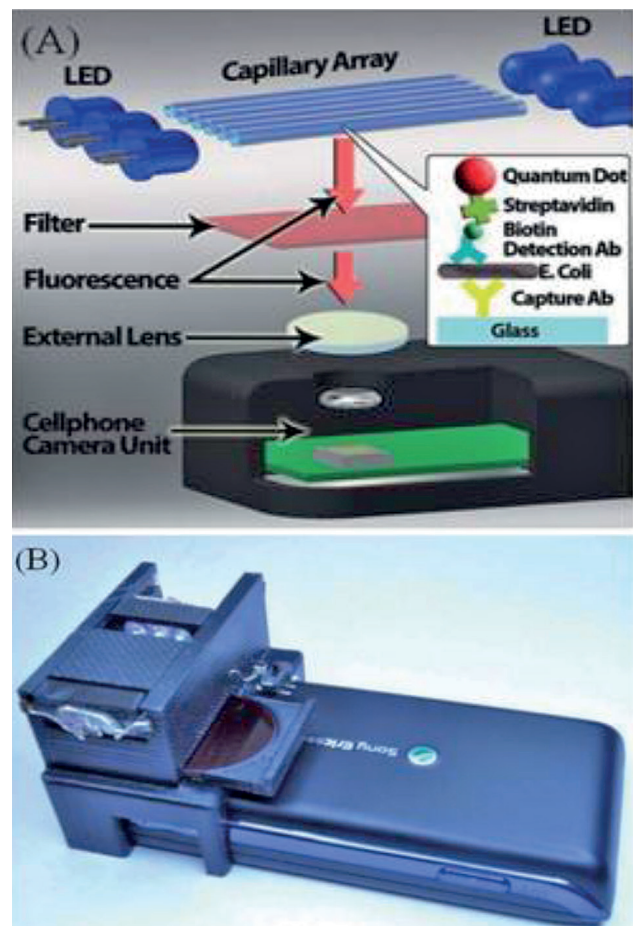 (A)
LED
Capillary Array
LED
Quantum Dot
Streptavidin
Biotin
Detection Ab
E. Coli
Capture Ab
Glass
Filter
Fluorescence
External Lens
Cellphone
Camera Unit
(B)
Sony Ericsson